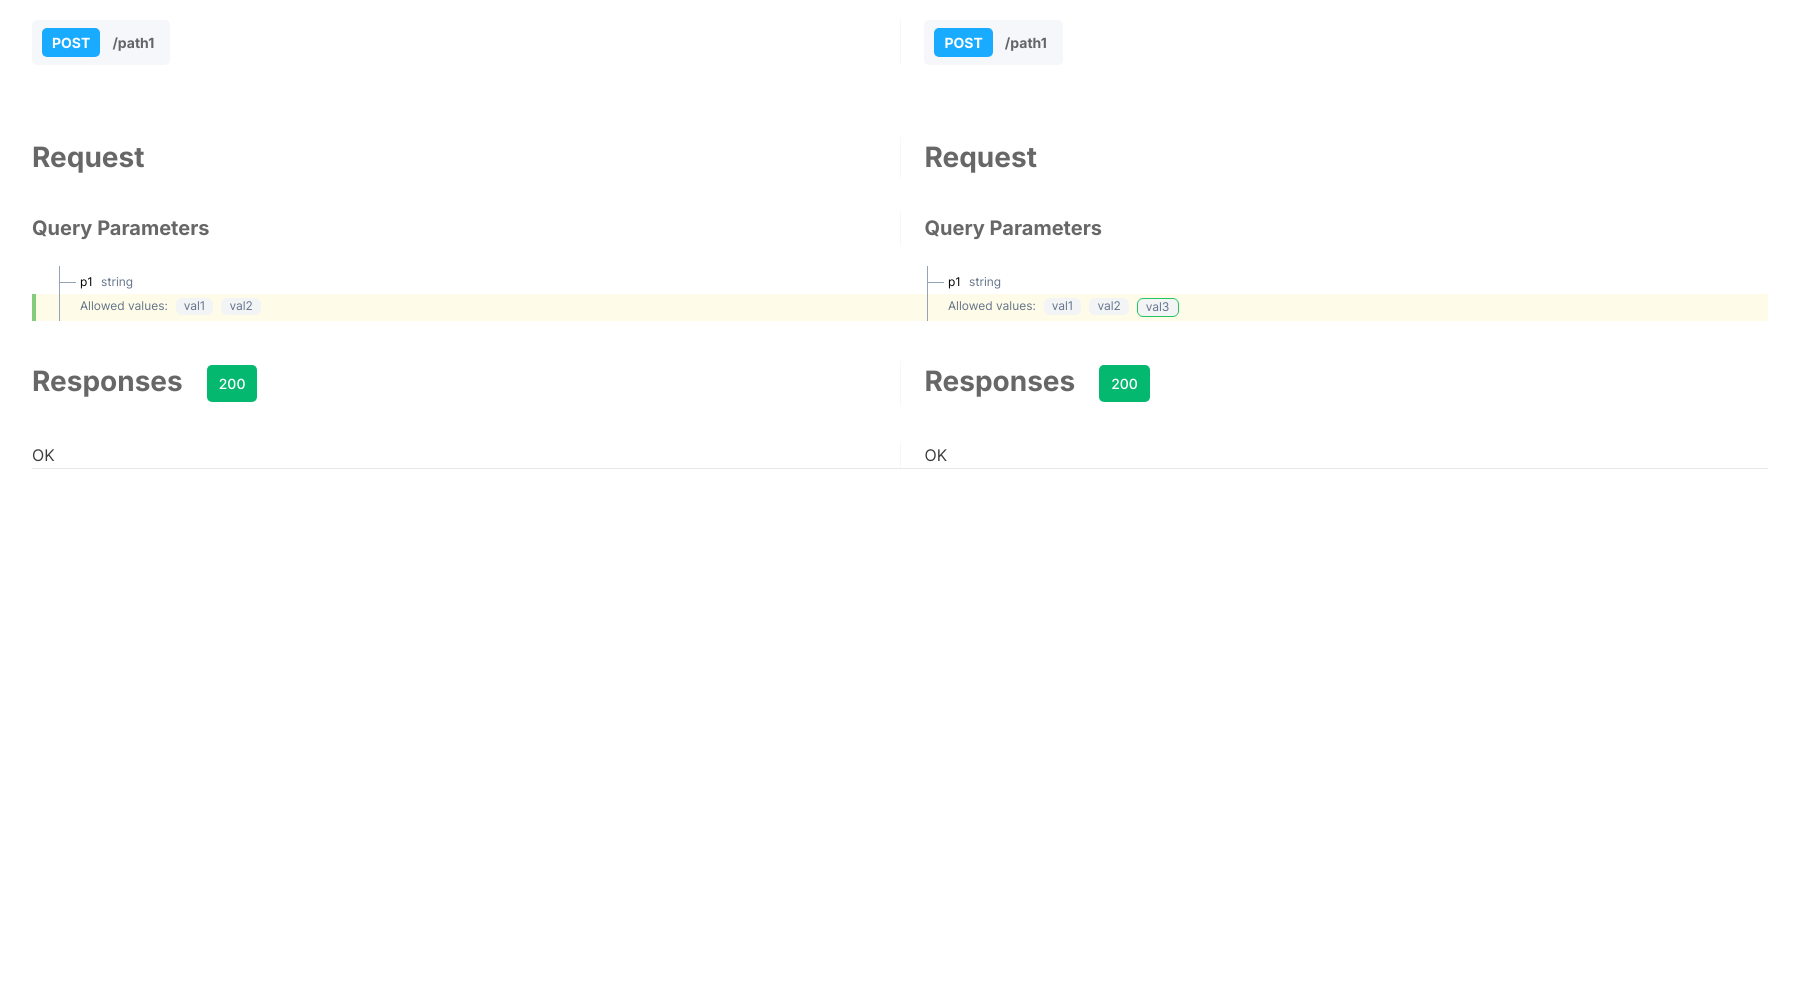 POST /path1 POST /path1
Request Request
Query Parameters Query Parameters
p1 string p1 string
Allowed values: val1 val2 Allowed values: val1 val2 val3
Responses 200 Responses 200
OK OK